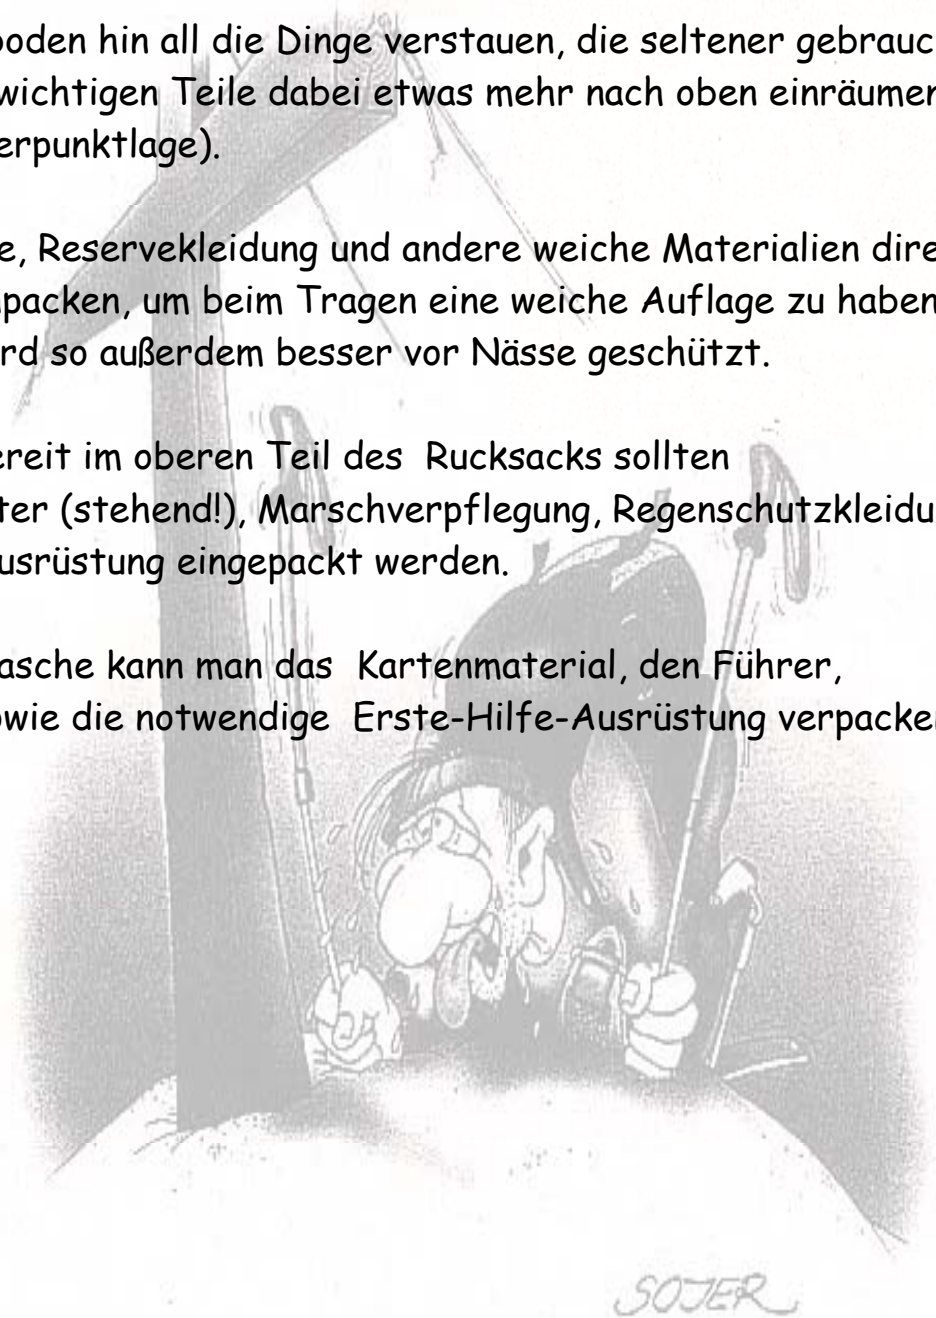 oden hin all die Dinge verstauen, die seltener gebrauc
wichtigen Teile dabei etwas mehr nach oben einräumen
erpunktlage).
e, Reservekleidung und andere weiche Materialien dire
packen, um beim Tragen eine weiche Auflage zu haben
rd so außerdem besser vor Nässe geschützt.
ereit im oberen Teil des Rucksacks sollten
ter (stehend!), Marschverpflegung, Regenschutzkleidu
usrüstung eingepackt werden.
asche kann man das Kartenmaterial, den Führer,
owie die notwendige Erste-Hilfe-Ausrüstung verpacken
SOJER